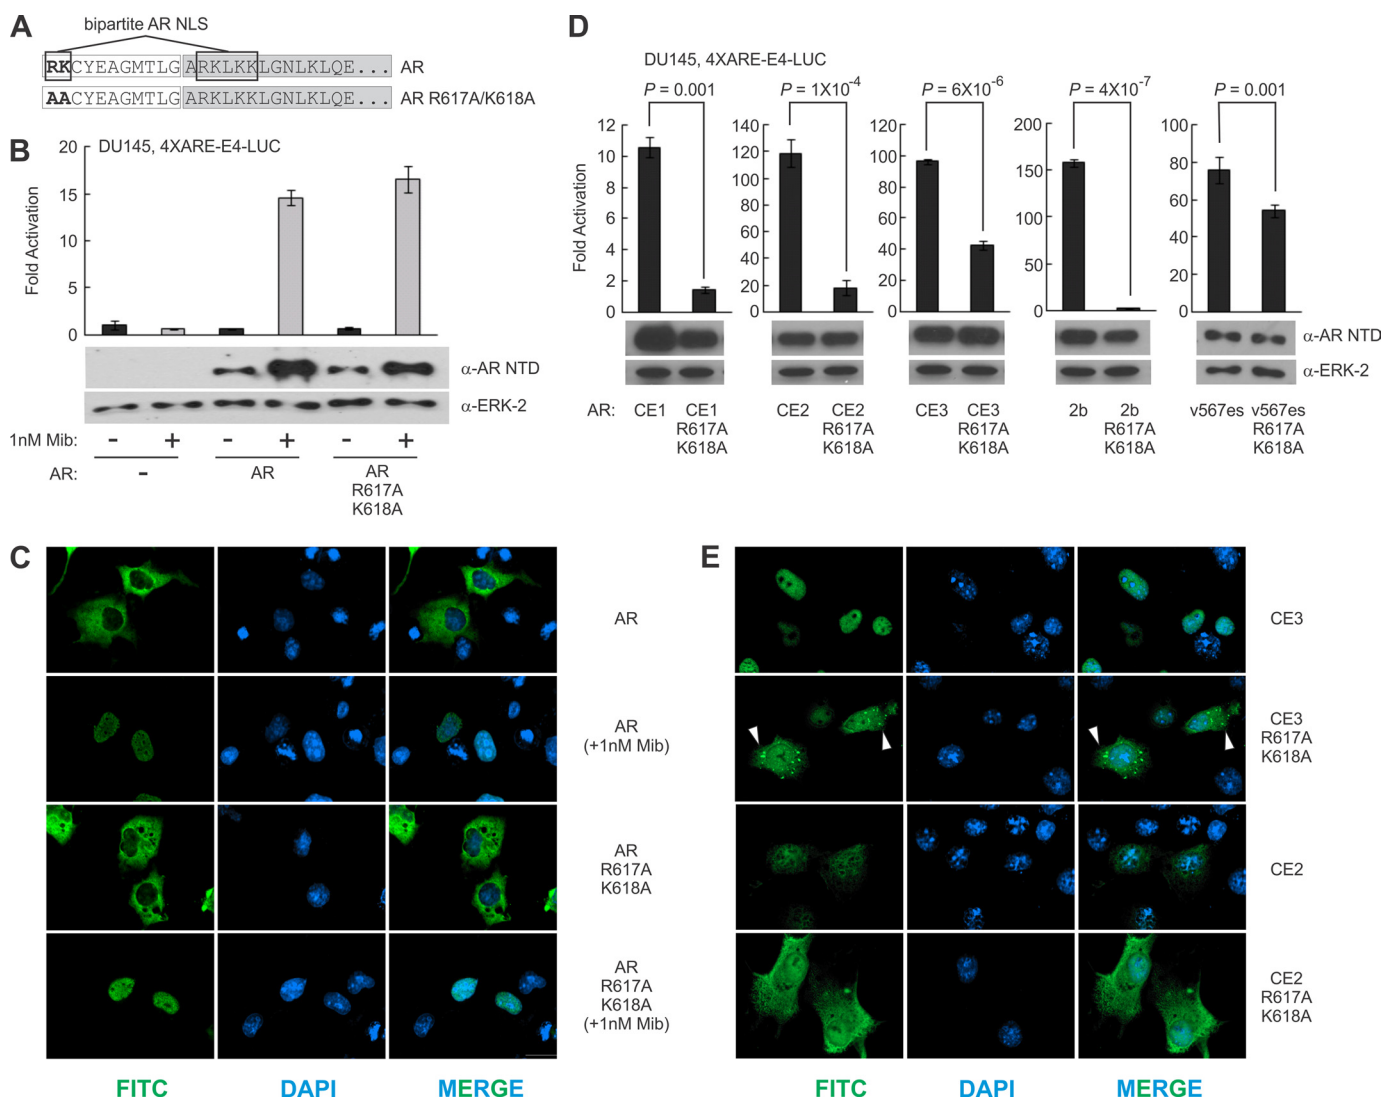 A
bipartite AR NLS
RKCYEAGMTLGARKLKKLGNLKLQE... AR
AACYEAGMTLGARKLKKLGNLKLQE... AR R617A/K618A
B
DU145, 4XARE-E4-LUC
Fold Activation
20
15
10
5
0
α-AR NTD
α-ERK-2
1nM Mib: - + - + - +
AR: - AR AR
R617A
K618A
C
AR
AR
(+1nM Mib)
AR
R617A
K618A
AR
R617A
K618A
(+1nM Mib)
FITC DAPI MERGE
D
DU145, 4XARE-E4-LUC
P = 0.001 P = 1X10⁻⁴ P = 6X10⁻⁶ P = 4X10⁻⁷ P = 0.001
Fold Activation
12
10
8
6
4
2
0
140
120
100
80
60
40
20
0
120
100
80
60
40
20
0
200
150
100
50
0
100
80
60
40
20
0
α-AR NTD
α-ERK-2
AR: CE1 CE1 CE2 CE2 CE3 CE3 2b 2b v567es v567es
R617A R617A R617A R617A R617A
K618A K618A K618A K618A K618A
E
CE3
CE3
R617A
K618A
CE2
CE2
R617A
K618A
FITC DAPI MERGE